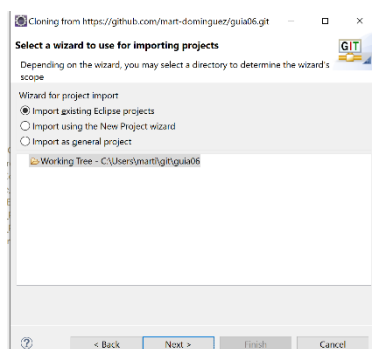 Cloning from https://github.com/mart-dominguez/guia06.git
Select a wizard to use for importing projects
GIT
Depending on the wizard, you may select a directory to determine the wizard's
scope
Wizard for project import
Import existing Eclipse projects
Import using the New Project wizard
Import as general project
Working Tree - C:\Users\marti\git\guia06
< Back
Next >
Finish
Cancel